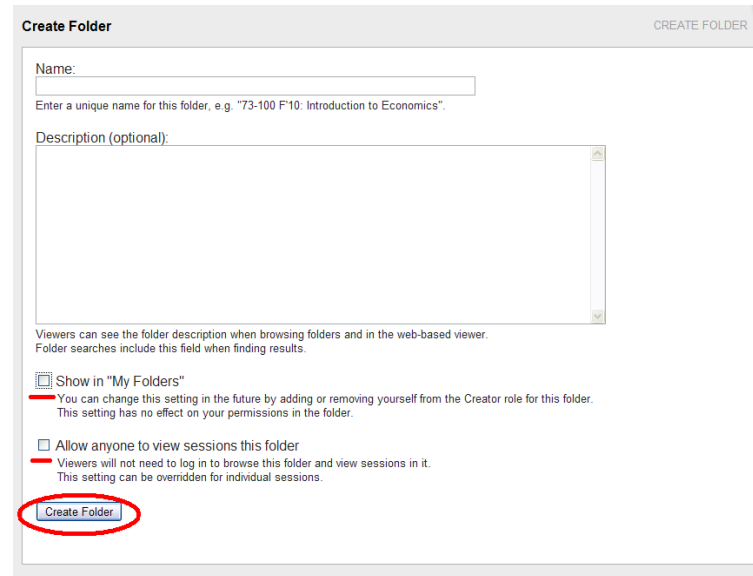 Create Folder
CREATE FOLDER
Name:
Enter a unique name for this folder, e.g. "73-100 F'10: Introduction to Economics".
Description (optional):
Viewers can see the folder description when browsing folders and in the web-based viewer.
Folder searches include this field when finding results.
Show in "My Folders"
You can change this setting in the future by adding or removing yourself from the Creator role for this folder.
This setting has no effect on your permissions in the folder.
Allow anyone to view sessions this folder
Viewers will not need to log in to browse this folder and view sessions in it.
This setting can be overridden for individual sessions.
Create Folder